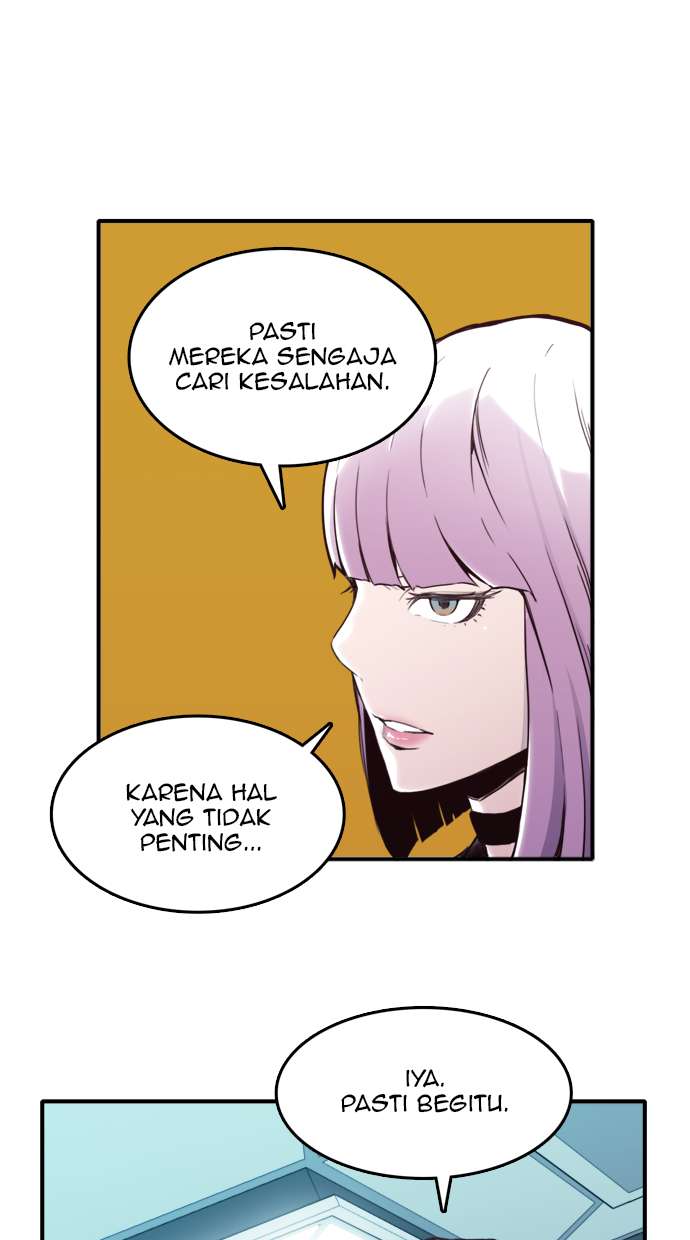 PASTI
MEREKA SENGAJA
CARI KESALAHAN.
KARENA HAL
YANG TIDAK
PENTING...
IYA.
PASTI BEGITU.